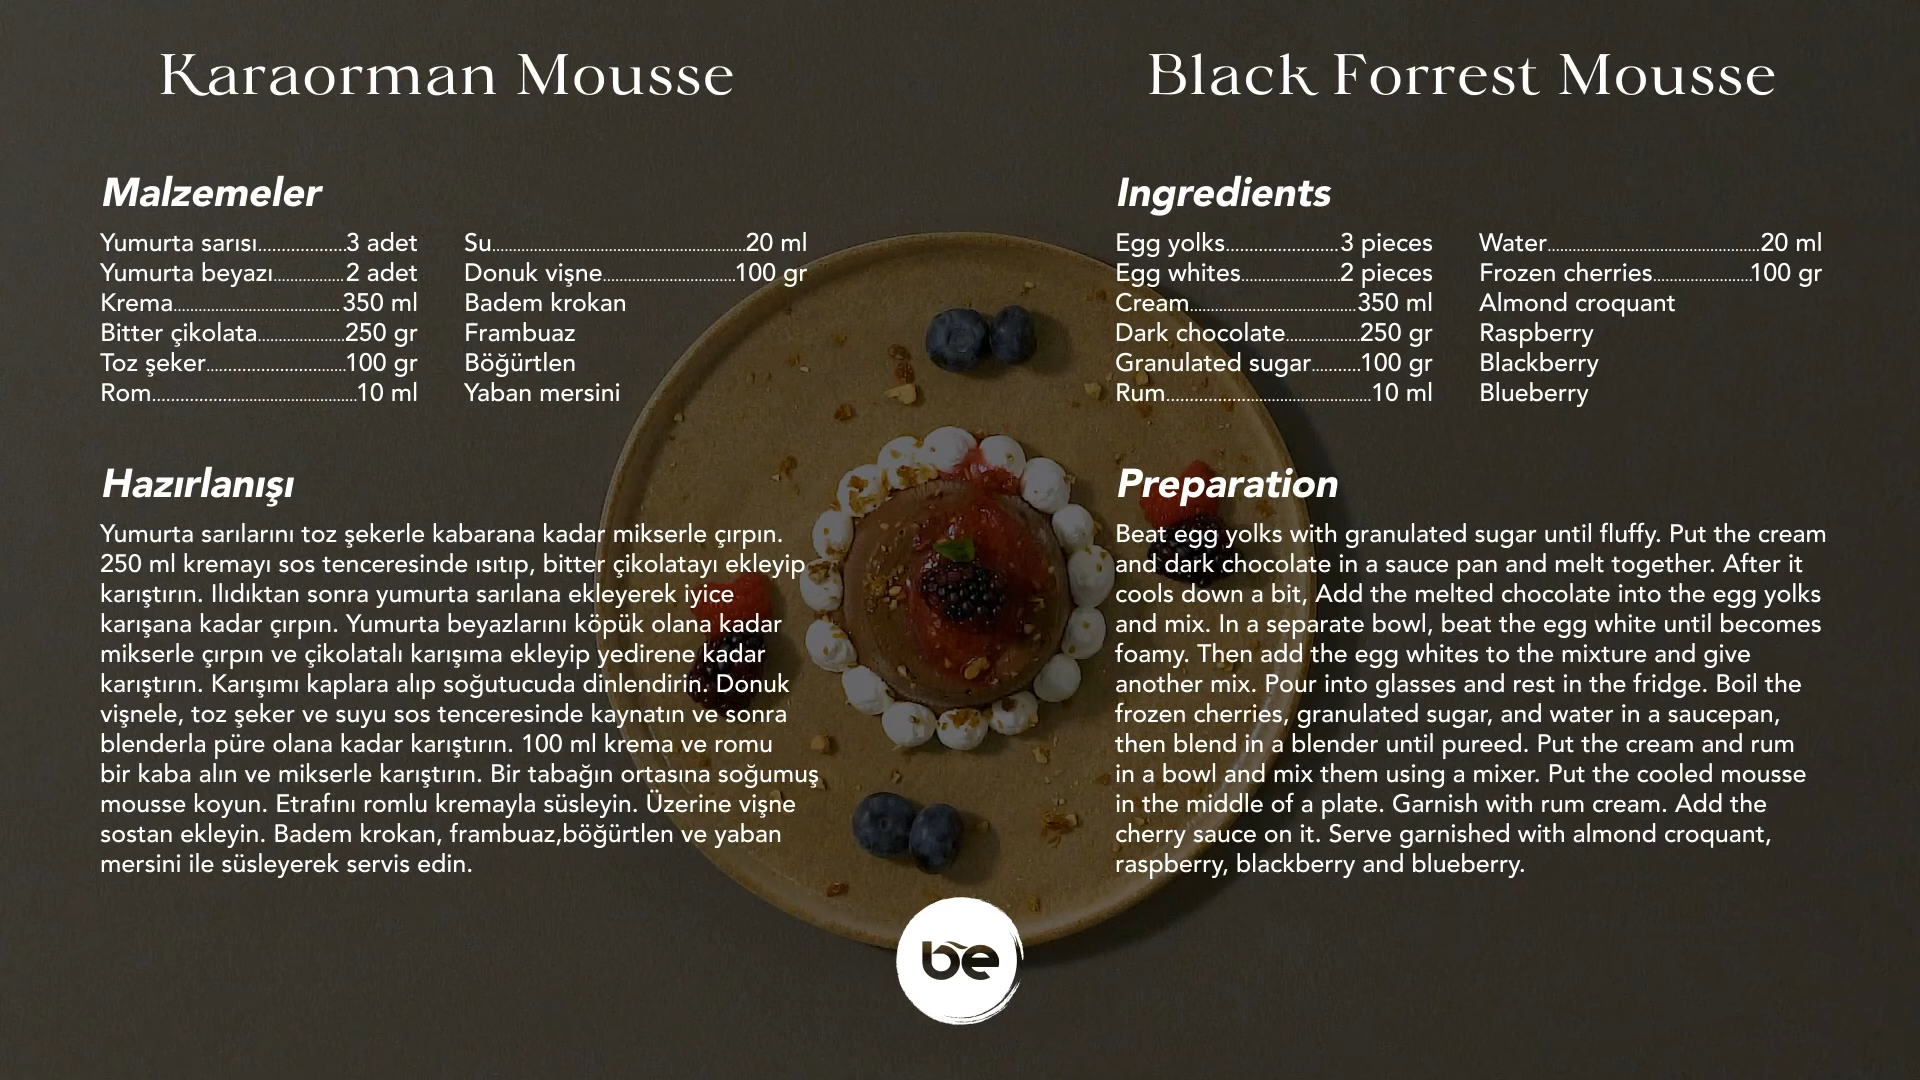 Karaorman Mousse
Malzemeler
Yumurta sarısı..................3 adet
Yumurta beyazı...............2 adet
Krema...................................350 ml
Bitter çikolata..................250 gr
Toz şeker.............................100 gr
Rom...........................................10 ml
Su.....................................................20 ml
Donuk vişne............................100 gr
Badem krokan
Frambuaz
Böğürtlen
Yaban mersini
Hazırlanışı
Yumurta sarılarını toz şekerle kabarana kadar mikserle çırpın.
250 ml kremayı sos tenceresinde ısıtıp, bitter çikolatayı ekleyip
karıştırın. Ilıdıktan sonra yumurta sarılana ekleyerek iyice
karışana kadar çırpın. Yumurta beyazlarını köpük olana kadar
mikserle çırpın ve çikolatalı karışıma ekleyip yedirene kadar
karıştırın. Karışımı kaplara alıp soğutucuda dinlendirin. Donuk
vişnele, toz şeker ve suyu sos tenceresinde kaynatın ve sonra
blenderla püre olana kadar karıştırın. 100 ml krema ve romu
bir kaba alın ve mikserle karıştırın. Bir tabağın ortasına soğumuş
mousse koyun. Etrafını romlu kremayla süsleyin. Üzerine vişne
sostan ekleyin. Badem krokan, frambuaz,böğürtlen ve yaban
mersini ile süsleyerek servis edin.
Black Forrest Mousse
Ingredients
Egg yolks.......................3 pieces
Egg whites.....................2 pieces
Cream...................................350 ml
Dark chocolate................250 gr
Granulated sugar..........100 gr
Rum...........................................10 ml
Water.............................................20 ml
Frozen cherries.....................100 gr
Almond croquant
Raspberry
Blackberry
Blueberry
Preparation
Beat egg yolks with granulated sugar until fluffy. Put the cream
and dark chocolate in a sauce pan and melt together. After it
cools down a bit, Add the melted chocolate into the egg yolks
and mix. In a separate bowl, beat the egg white until becomes
foamy. Then add the egg whites to the mixture and give
another mix. Pour into glasses and rest in the fridge. Boil the
frozen cherries, granulated sugar, and water in a saucepan,
then blend in a blender until pureed. Put the cream and rum
in a bowl and mix them using a mixer. Put the cooled mousse
in the middle of a plate. Garnish with rum cream. Add the
cherry sauce on it. Serve garnished with almond croquant,
raspberry, blackberry and blueberry.
be